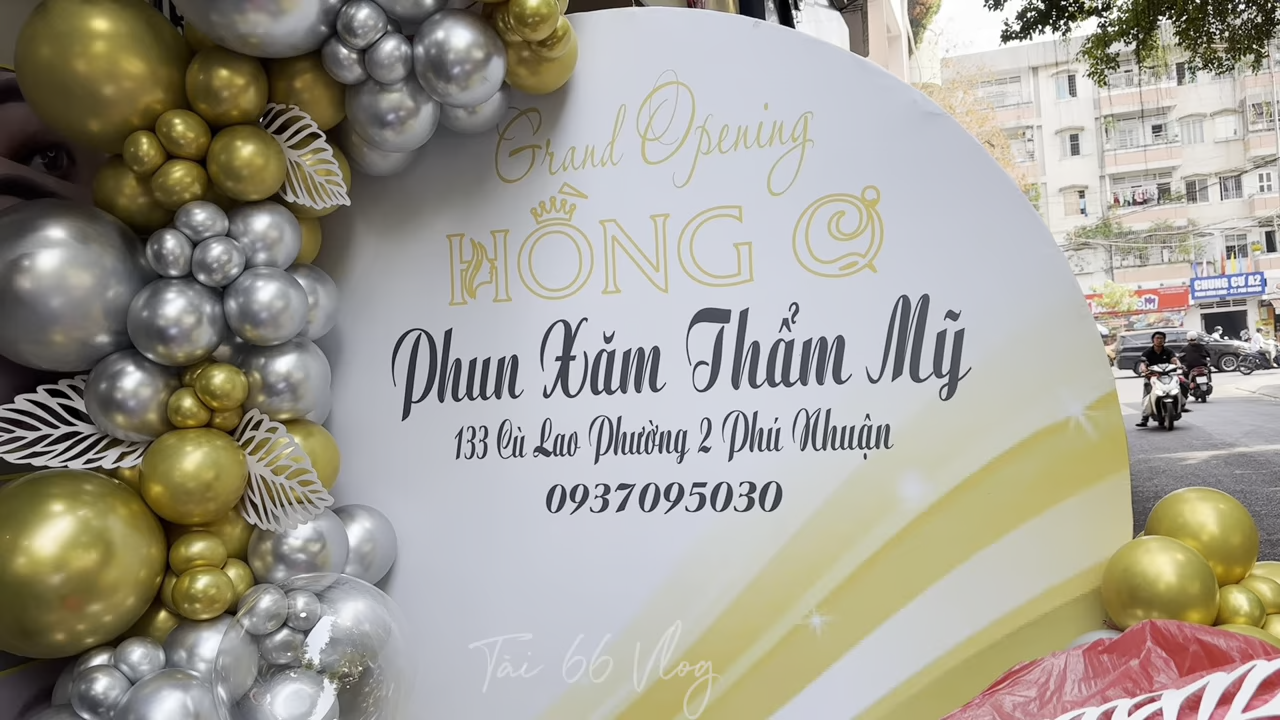 Grand Opening
HỒNG Q
Phun Xăm Thẩm Mỹ
133 Cù Lao Phường 2 Phú Nhuận
0937095030
Tài 66 Vlog
CHUNG CƯ A2